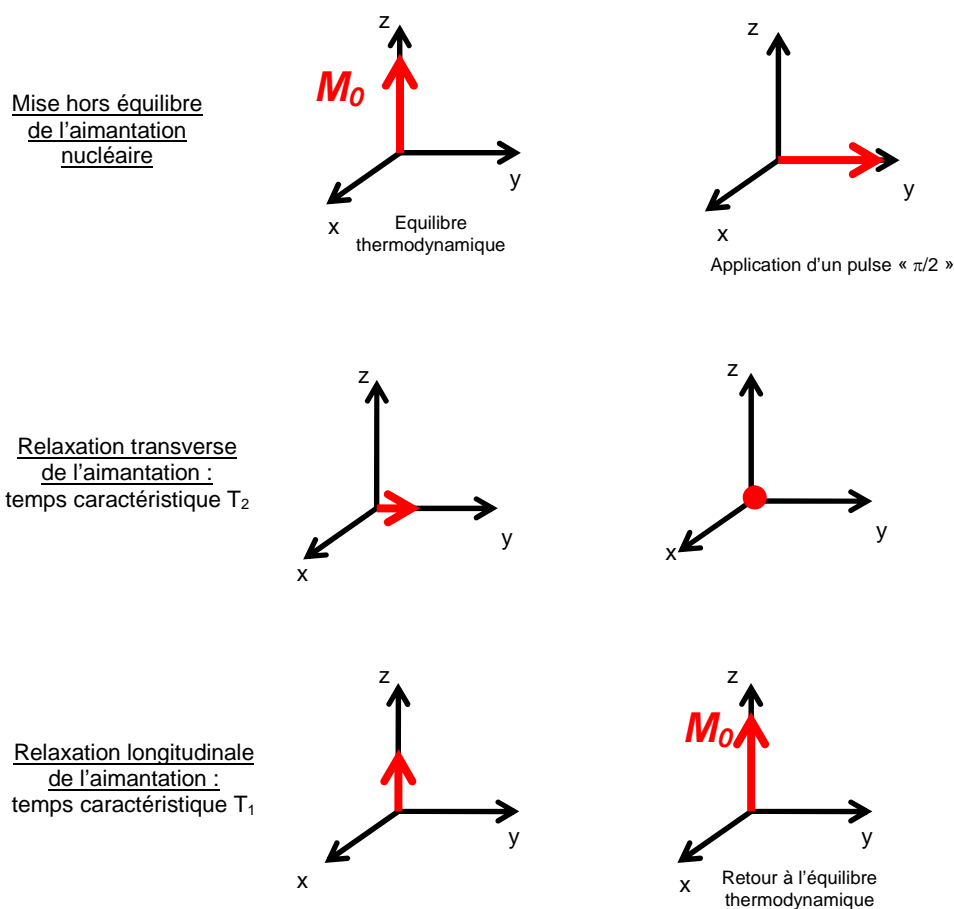 z
z
M0
Mise hors équilibre
de l'aimantation
nucléaire
y
y
x
Equilibre
thermodynamique
x
Application d'un pulse « π/2 »
z
z
Relaxation transverse
de l'aimantation :
temps caractéristique T2
y
y
x
x
z
z
M0
Relaxation longitudinale
de l'aimantation :
temps caractéristique T1
y
y
x
x
Retour à l'équilibre
thermodynamique